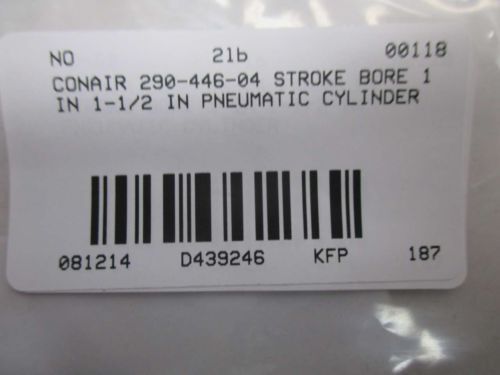 NO 2lb 00118
CONAIR 290-446-04 STROKE BORE 1
IN 1-1/2 IN PNEUMATIC CYLINDER
081214 D439246 KFP 187